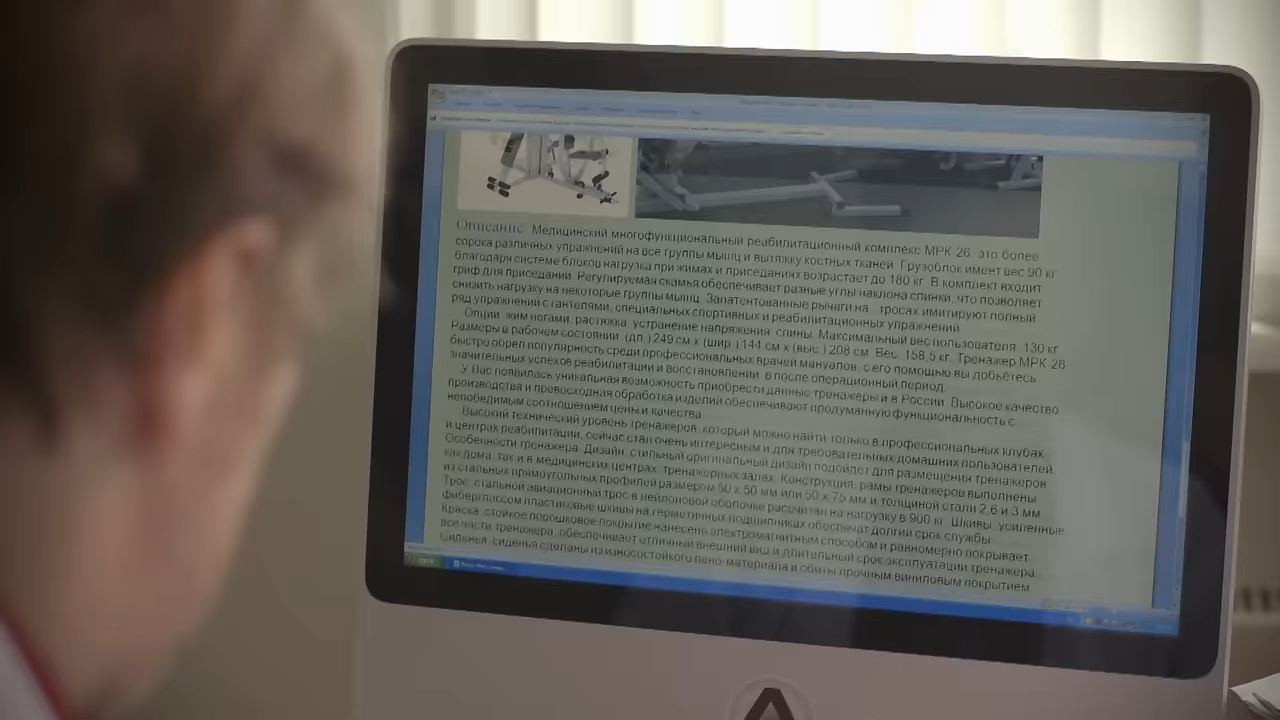 Описание. Медицинский многофункциональный реабилитационный комплекс МРК 26 это более
сорока различных упражнений на все группы мышц и вытяжку костных тканей. Грузоблок имеет вес 90 кг
благодаря системе блоков нагрузка при жимах и приседаниях возрастает до 180 кг. В комплект входит
гриф для приседаний. Регулируемая скамья обеспечивает разные углы наклона спинки, что позволяет
снизить нагрузку на некоторые группы мышц. Запатентованные рычаги на тросах имитируют полный
ряд упражнений с гантелями, специальных спортивных и реабилитационных упражнений
Опции жим ногами, растяжка, устранение напряжения спины. Максимальный вес пользователя 130 кг
Размеры в рабочем состоянии (дл.) 249 см х (шир.) 144 см х (выс.) 208 см. Вес. 158,5 кг. Тренажер МРК 26
быстро обрел популярность среди профессиональных врачей мануалов, с его помощью вы добьетесь
значительных успехов реабилитации и восстановлении в после операционный период.
У Вас появилась уникальная возможность приобрести данные тренажеры и в России. Высокое качество
производства и превосходная обработка изделий обеспечивают продуманную функциональность с
непобедимым соотношением цены и качества.
Высокий технический уровень тренажеров, который можно найти только в профессиональных клубах
и центрах реабилитации, сейчас стал очень интересным и для требовательных домашних пользователей
Особенности тренажера. Дизайн: стильный оригинальный дизайн подойдет для размещения тренажеров
как дома, так и в медицинских центрах, тренажерных залах. Конструкция: рамы тренажеров выполнены
из стальных прямоугольных профилей размером 50 х 50 мм или 50 х 75 мм и толщиной стали 2,6 и 3 мм
Трос: стальной авиационный трос в нейлоновой оболочке рассчитан на нагрузку в 900 кг. Шкивы: усиленные
фиберглассом пластиковые шкивы на герметичных подшипниках обеспечат долгий срок службы
Краска: стойкое порошковое покрытие нанесено электромагнитным способом и равномерно покрывает
все части тренажера, обеспечивает отличный внешний вид и длительный срок эксплуатации тренажера
Сиденья: сиденья сделаны из износостойкого пено-материала и обиты прочным виниловым покрытием